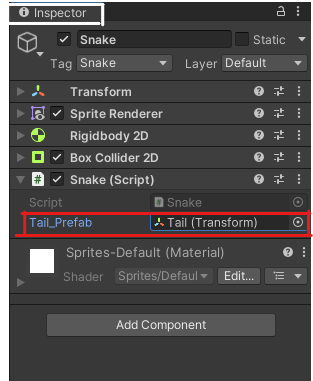 Inspector
Snake Static
Tag Snake Layer Default
Transform
Sprite Renderer
Rigidbody 2D
Box Collider 2D
Snake (Script)
Script Snake
Tail_Prefab Tail (Transform)
Sprites-Default (Material)
Shader Sprites/Defaul Edit...
Add Component